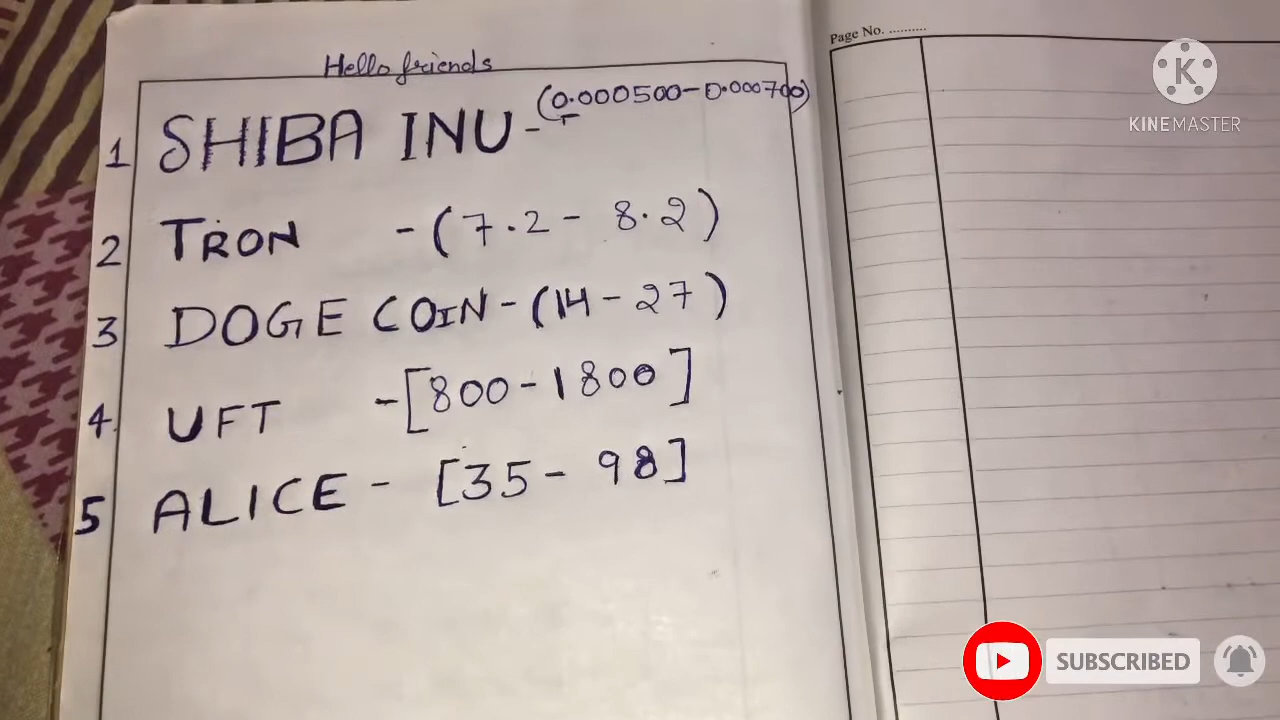 Hello friends
1 SHIBA INU - (0.000500-0.000700)
2 TRON - (7.2 - 8.2)
3 DOGE COIN - (14 - 27)
4. UFT - [800 - 1800]
5 ALICE - [35 - 98]
Page No. ..........
KINEMASTER
SUBSCRIBED